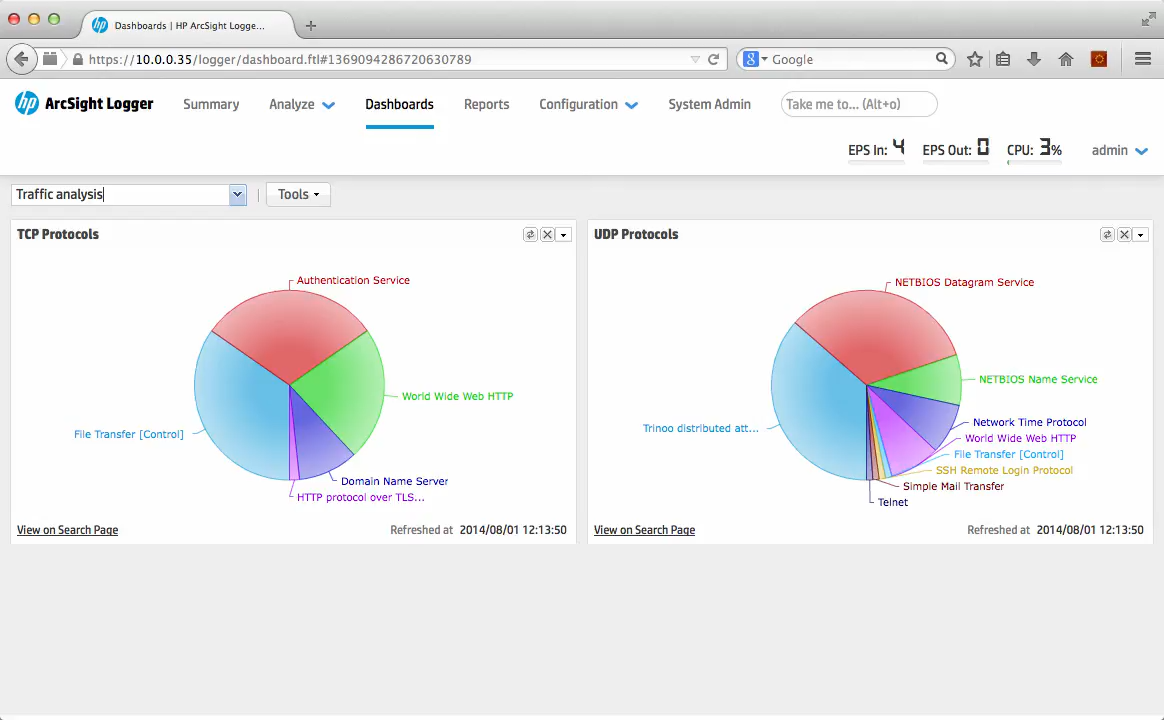 Dashboards | HP ArcSight Logge...
https://10.0.0.35/logger/dashboard.ftl#1369094286720630789
Google
hp ArcSight Logger Summary Analyze Dashboards Reports Configuration System Admin Take me to... (Alt+o)
EPS In: 4 EPS Out: 0 CPU: 3% admin
Traffic analysis Tools
TCP Protocols
Authentication Service
World Wide Web HTTP
File Transfer [Control]
Domain Name Server
HTTP protocol over TLS...
View on Search Page Refreshed at 2014/08/01 12:13:50
UDP Protocols
NETBIOS Datagram Service
NETBIOS Name Service
Network Time Protocol
Trinoo distributed att...
World Wide Web HTTP
File Transfer [Control]
SSH Remote Login Protocol
Simple Mail Transfer
Telnet
View on Search Page Refreshed at 2014/08/01 12:13:50